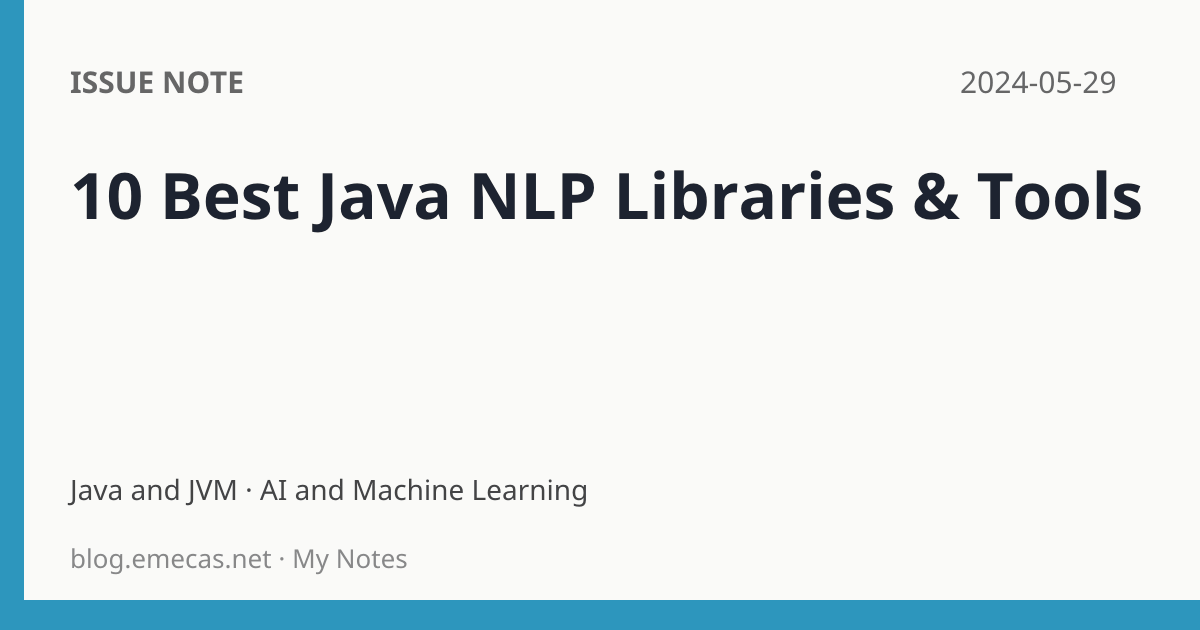 ISSUE NOTE 2024-05-29
10 Best Java NLP Libraries & Tools
Java and JVM · AI and Machine Learning
blog.emecas.net · My Notes